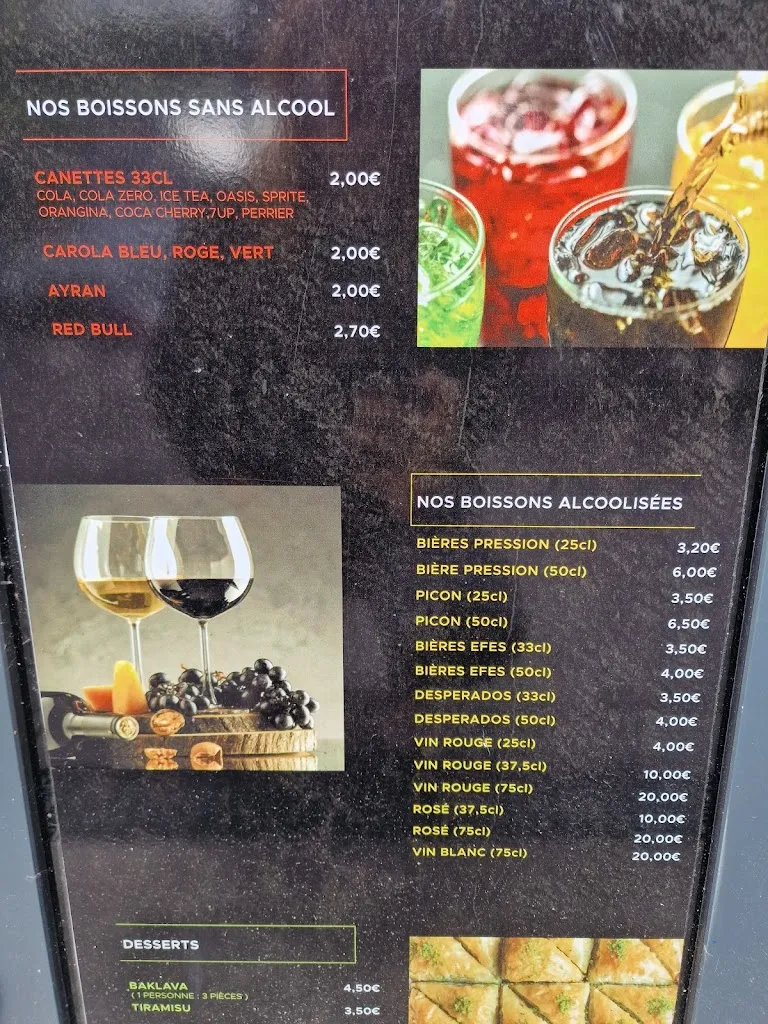 NOS BOISSONS SANS ALCOOL
CANETTES 33CL 2,00€
COLA, COLA ZERO, ICE TEA, OASIS, SPRITE,
ORANGINA, COCA CHERRY,7UP, PERRIER
CAROLA BLEU, ROGE, VERT 2,00€
AYRAN 2,00€
RED BULL 2,70€
NOS BOISSONS ALCOOLISÉES
BIÈRES PRESSION (25cl) 3,20€
BIÈRE PRESSION (50cl) 6,00€
PICON (25cl) 3,50€
PICON (50cl) 6,50€
BIÈRES EFES (33cl) 3,50€
BIÈRES EFES (50cl) 4,00€
DESPERADOS (33cl) 3,50€
DESPERADOS (50cl) 4,00€
VIN ROUGE (25cl) 4,00€
VIN ROUGE (37,5cl) 10,00€
VIN ROUGE (75cl) 20,00€
ROSÉ (37,5cl) 10,00€
ROSÉ (75cl) 20,00€
VIN BLANC (75cl) 20,00€
DESSERTS
BAKLAVA 4,50€
( 1 PERSONNE : 3 PIÈCES )
TIRAMISU 3,50€